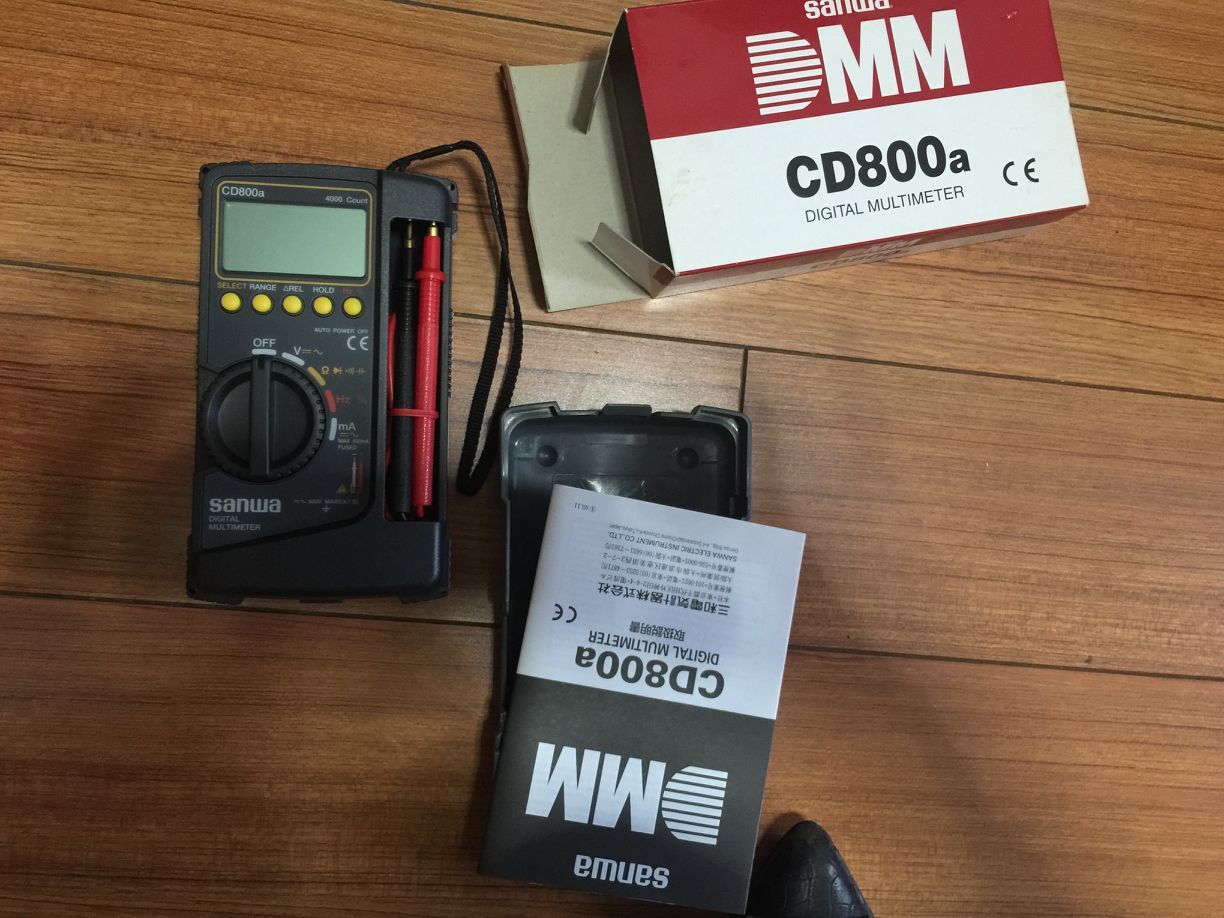 sanwa
DMM
CD800a
DIGITAL MULTIMETER
CE
CD800a
4000 Count
SELECT RANGE ΔREL HOLD Hz %
AUTO POWER OFF
CE
OFF
V
Ω
Hz %
mA
FUSED
sanwa
DIGITAL
MULTIMETER
sanwa
DMM
CD800a
DIGITAL MULTIMETER
取扱説明書
CE
三和電気計器株式会社
SANWA ELECTRIC INSTRUMENT CO.,LTD.